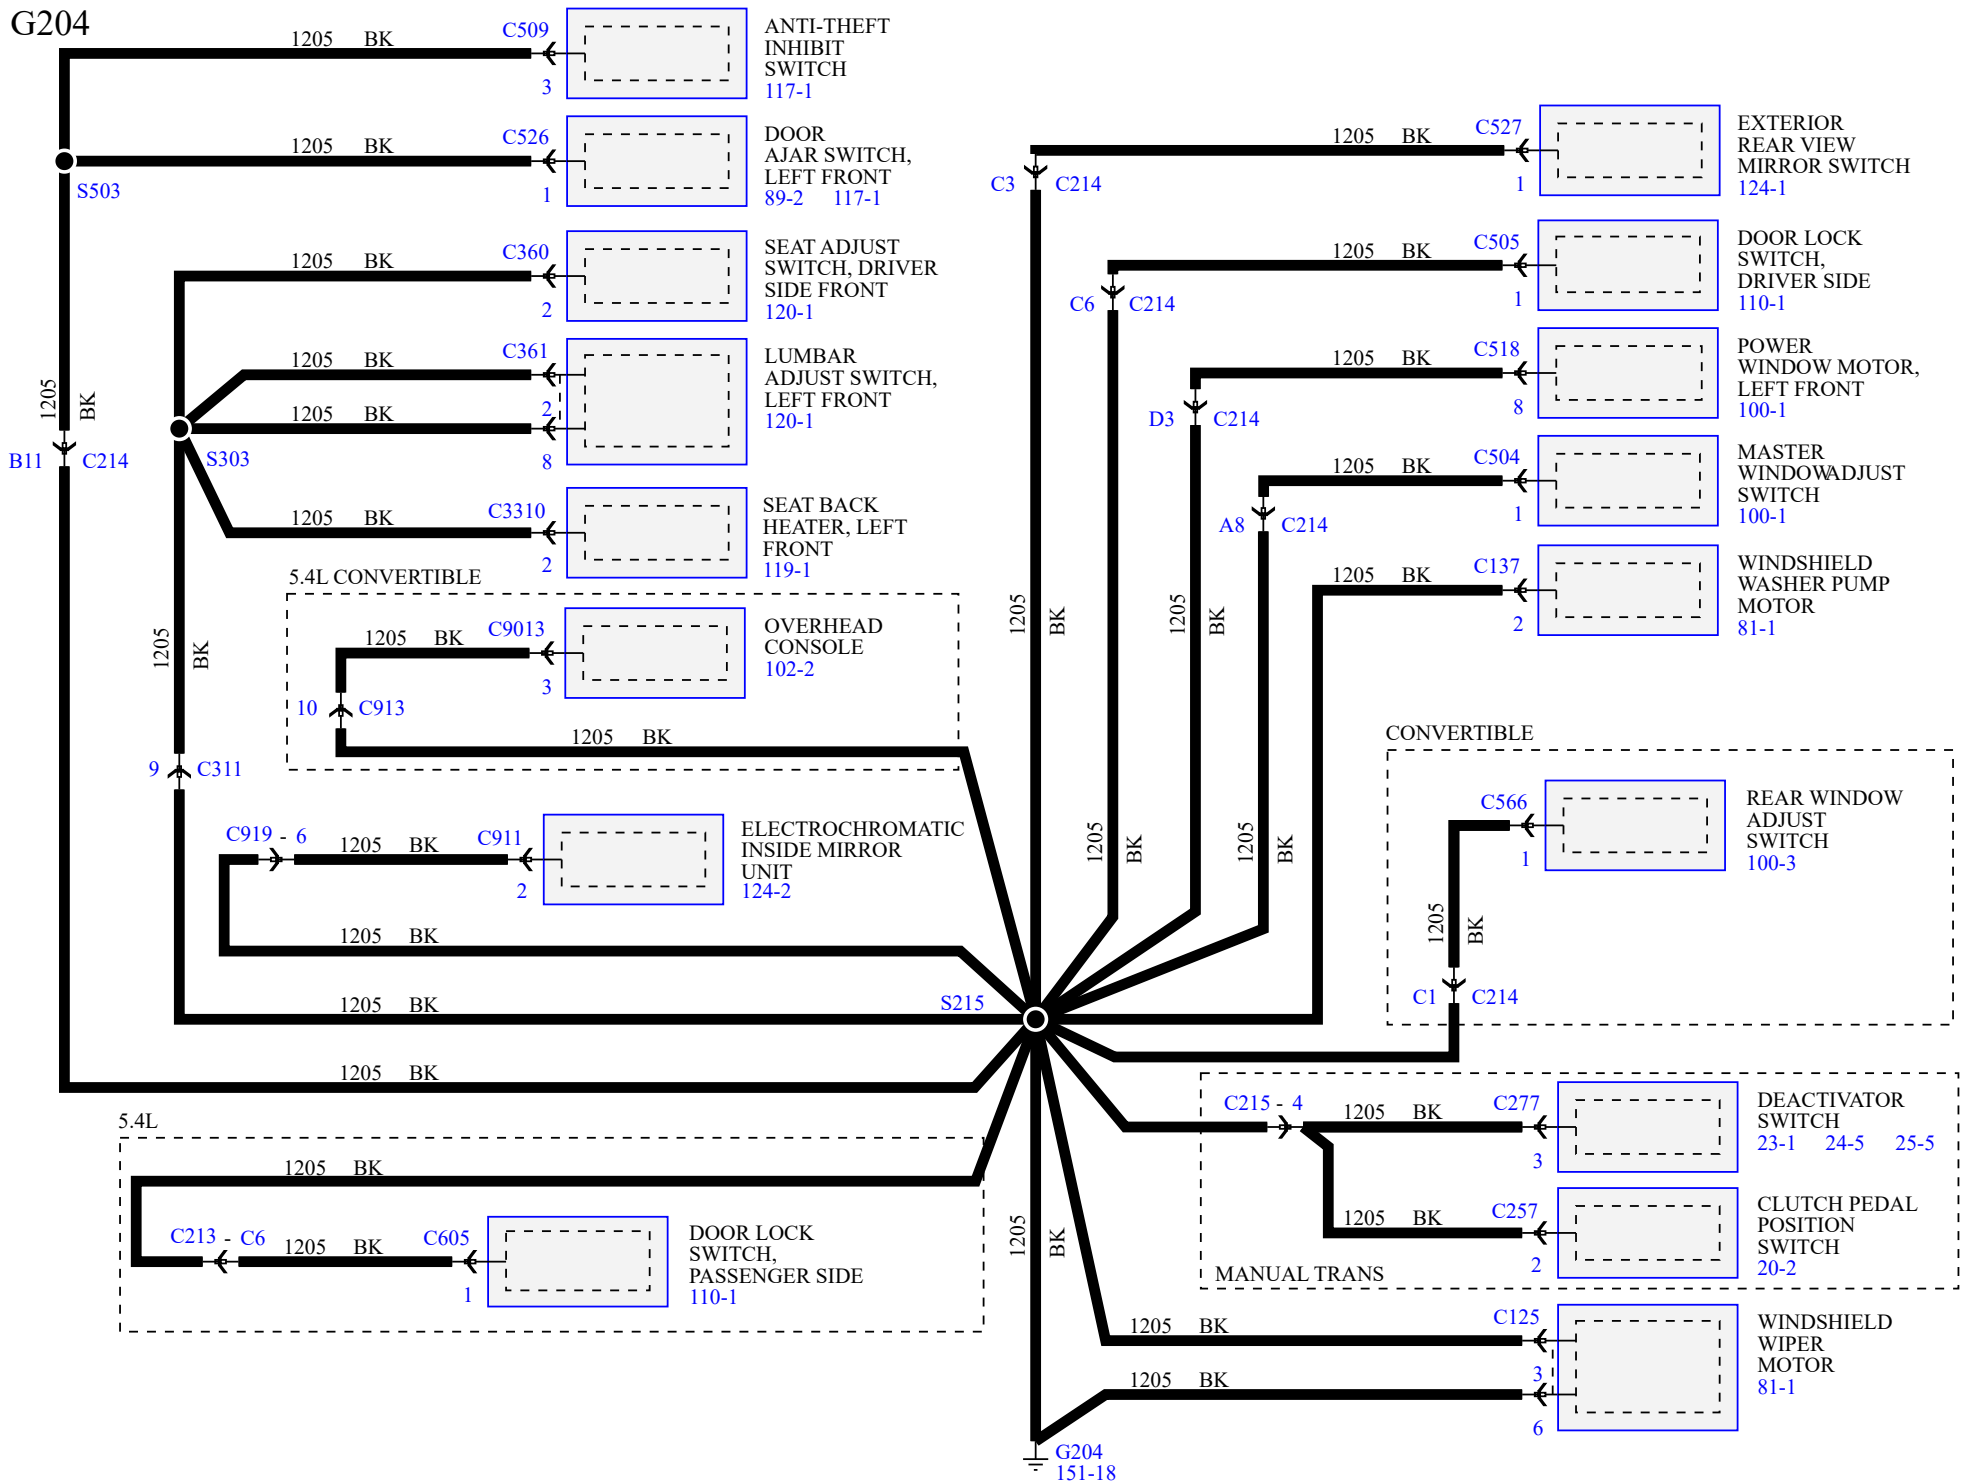 G204
1205 BK C509
3
ANTI-THEFT
INHIBIT
SWITCH
117-1
1205 BK C526
1
DOOR
AJAR SWITCH,
LEFT FRONT
89-2 117-1
S503
1205 BK C360
2
SEAT ADJUST
SWITCH, DRIVER
SIDE FRONT
120-1
1205 BK C361
2
1205 BK
8
LUMBAR
ADJUST SWITCH,
LEFT FRONT
120-1
1205 BK
B11 C214
S303
1205 BK C3310
2
SEAT BACK
HEATER, LEFT
FRONT
119-1
5.4L CONVERTIBLE
1205 BK C9013
3
OVERHEAD
CONSOLE
102-2
10 C913
1205 BK
1205 BK
9 C311
C919 - 6 1205 BK C911
2
ELECTROCHROMATIC
INSIDE MIRROR
UNIT
124-2
1205 BK
1205 BK
S215
1205 BK
5.4L
1205 BK
C213 - C6 1205 BK C605
1
DOOR LOCK
SWITCH,
PASSENGER SIDE
110-1
1205 BK C527
1
EXTERIOR
REAR VIEW
MIRROR SWITCH
124-1
C3 C214
1205 BK C505
1
DOOR LOCK
SWITCH,
DRIVER SIDE
110-1
C6 C214
1205 BK C518
8
POWER
WINDOW MOTOR,
LEFT FRONT
100-1
D3 C214
1205 BK C504
1
MASTER
WINDOW ADJUST
SWITCH
100-1
A8 C214
1205 BK C137
2
WINDSHIELD
WASHER PUMP
MOTOR
81-1
1205 BK
1205 BK
1205 BK
1205 BK
CONVERTIBLE
C566
1
REAR WINDOW
ADJUST
SWITCH
100-3
1205 BK
C1 C214
C215 - 4 1205 BK C277
3
DEACTIVATOR
SWITCH
23-1 24-5 25-5
1205 BK C257
2
CLUTCH PEDAL
POSITION
SWITCH
20-2
MANUAL TRANS
1205 BK
1205 BK C125
3
1205 BK
6
WINDSHIELD
WIPER
MOTOR
81-1
G204
151-18